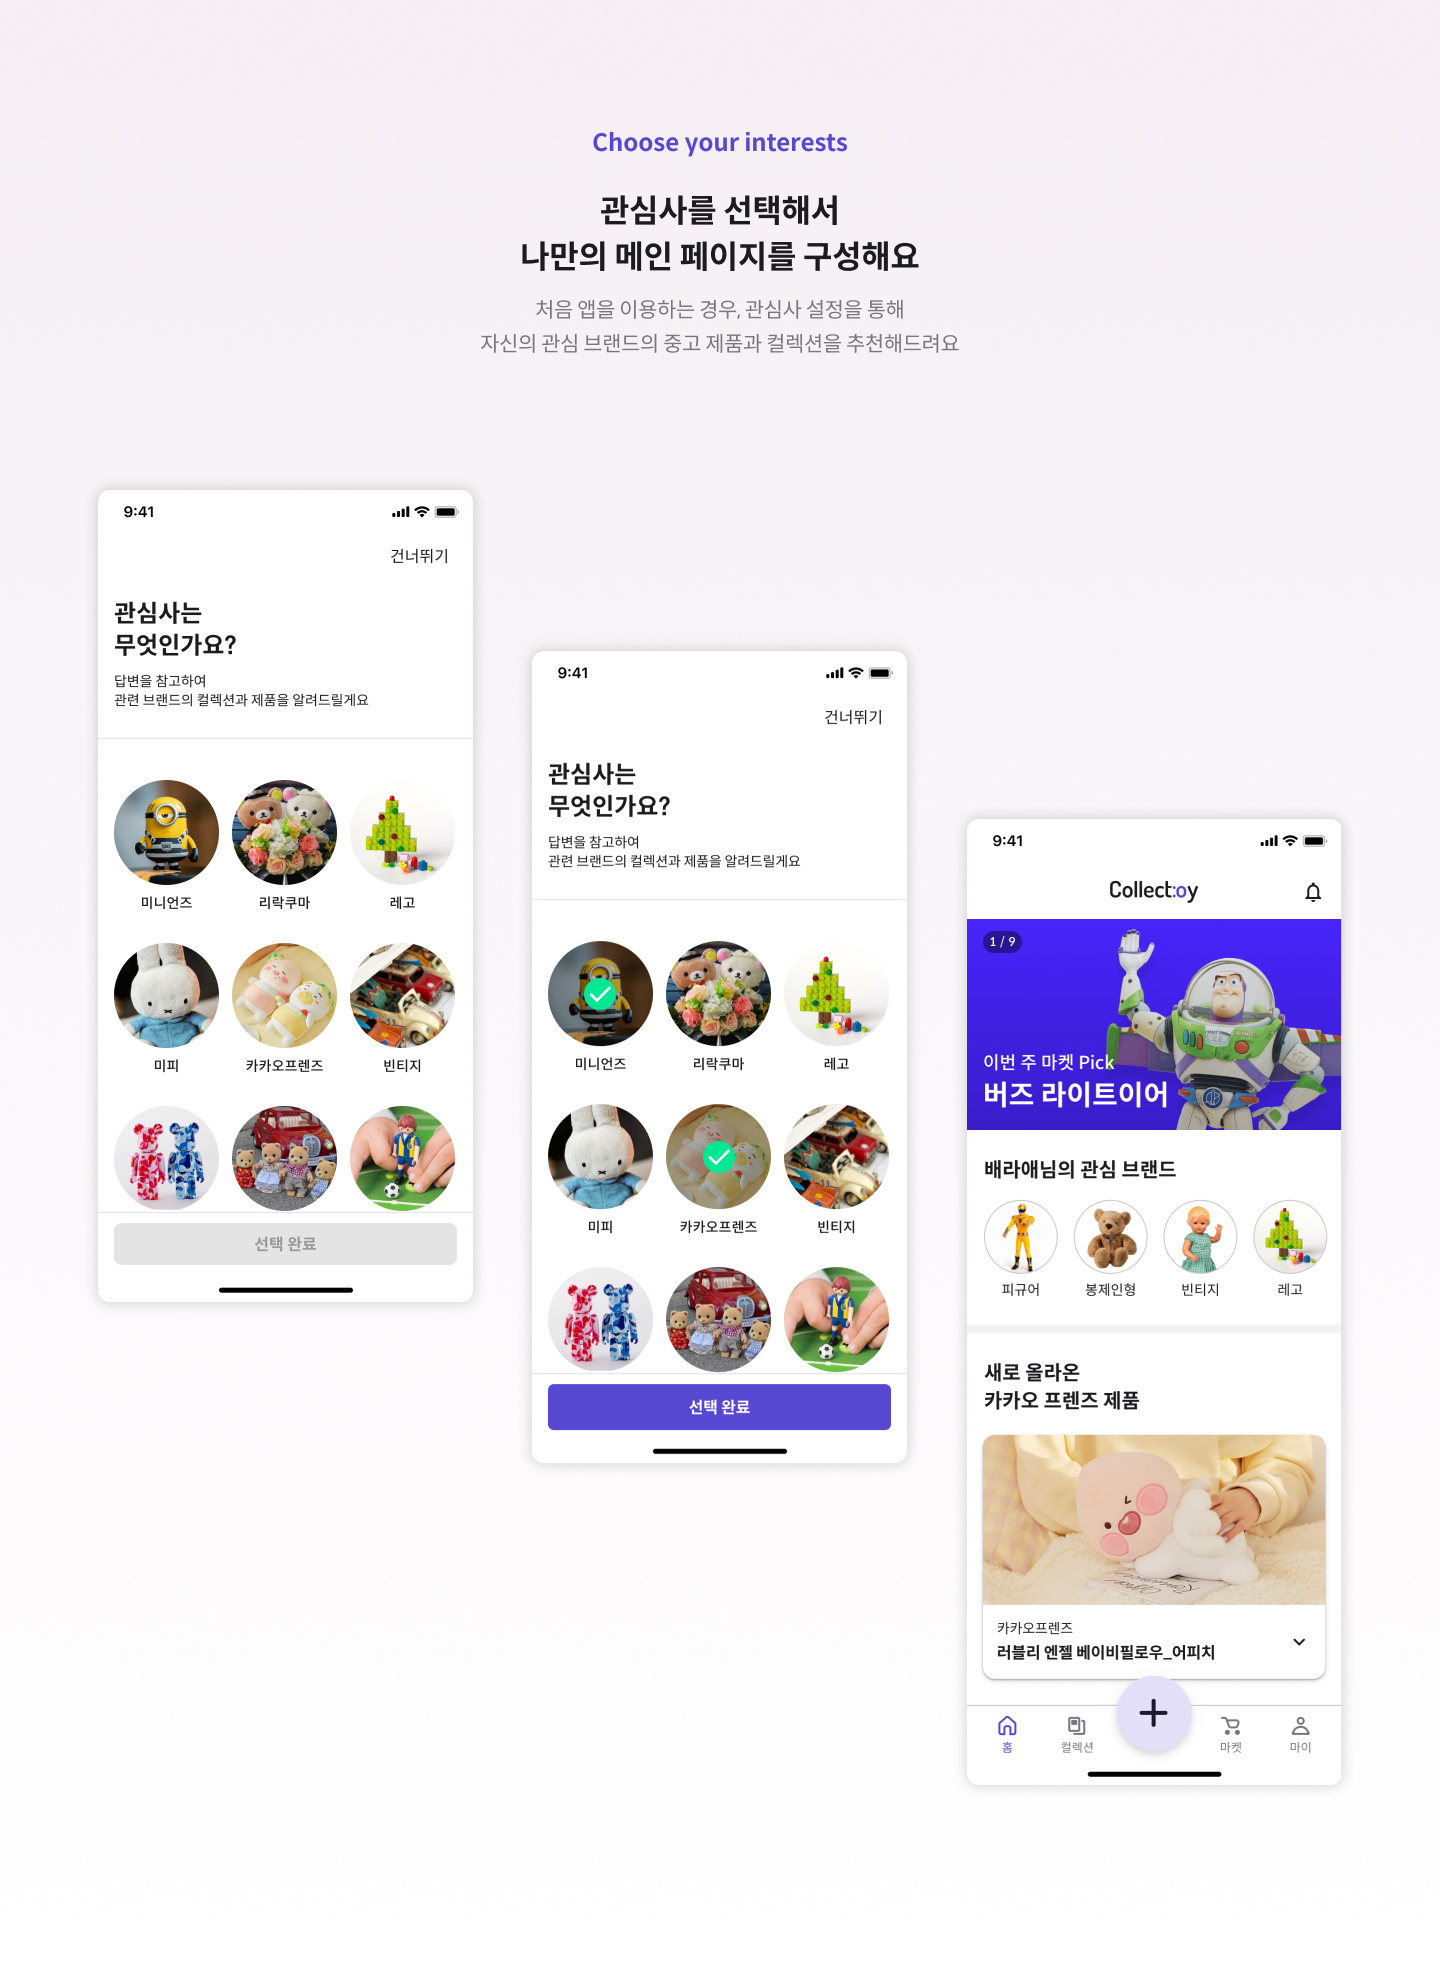 Choose your interests
관심사를 선택해서
나만의 메인 페이지를 구성해요
처음 앱을 이용하는 경우, 관심사 설정을 통해
자신의 관심 브랜드의 중고 제품과 컬렉션을 추천해드려요
9:41
건너뛰기
관심사는
무엇인가요?
답변을 참고하여
관련 브랜드의 컬렉션과 제품을 알려드릴게요
미니언즈
리락쿠마
레고
미피
카카오프렌즈
빈티지
선택 완료
9:41
건너뛰기
관심사는
무엇인가요?
답변을 참고하여
관련 브랜드의 컬렉션과 제품을 알려드릴게요
미니언즈
리락쿠마
레고
미피
카카오프렌즈
빈티지
선택 완료
9:41
Collect:oy
1 / 9
이번 주 마켓 Pick
버즈 라이트이어
배라애님의 관심 브랜드
피규어
봉제인형
빈티지
레고
새로 올라온
카카오 프렌즈 제품
카카오프렌즈
러블리 엔젤 베이비필로우_어피치
홈
컬렉션
마켓
마이